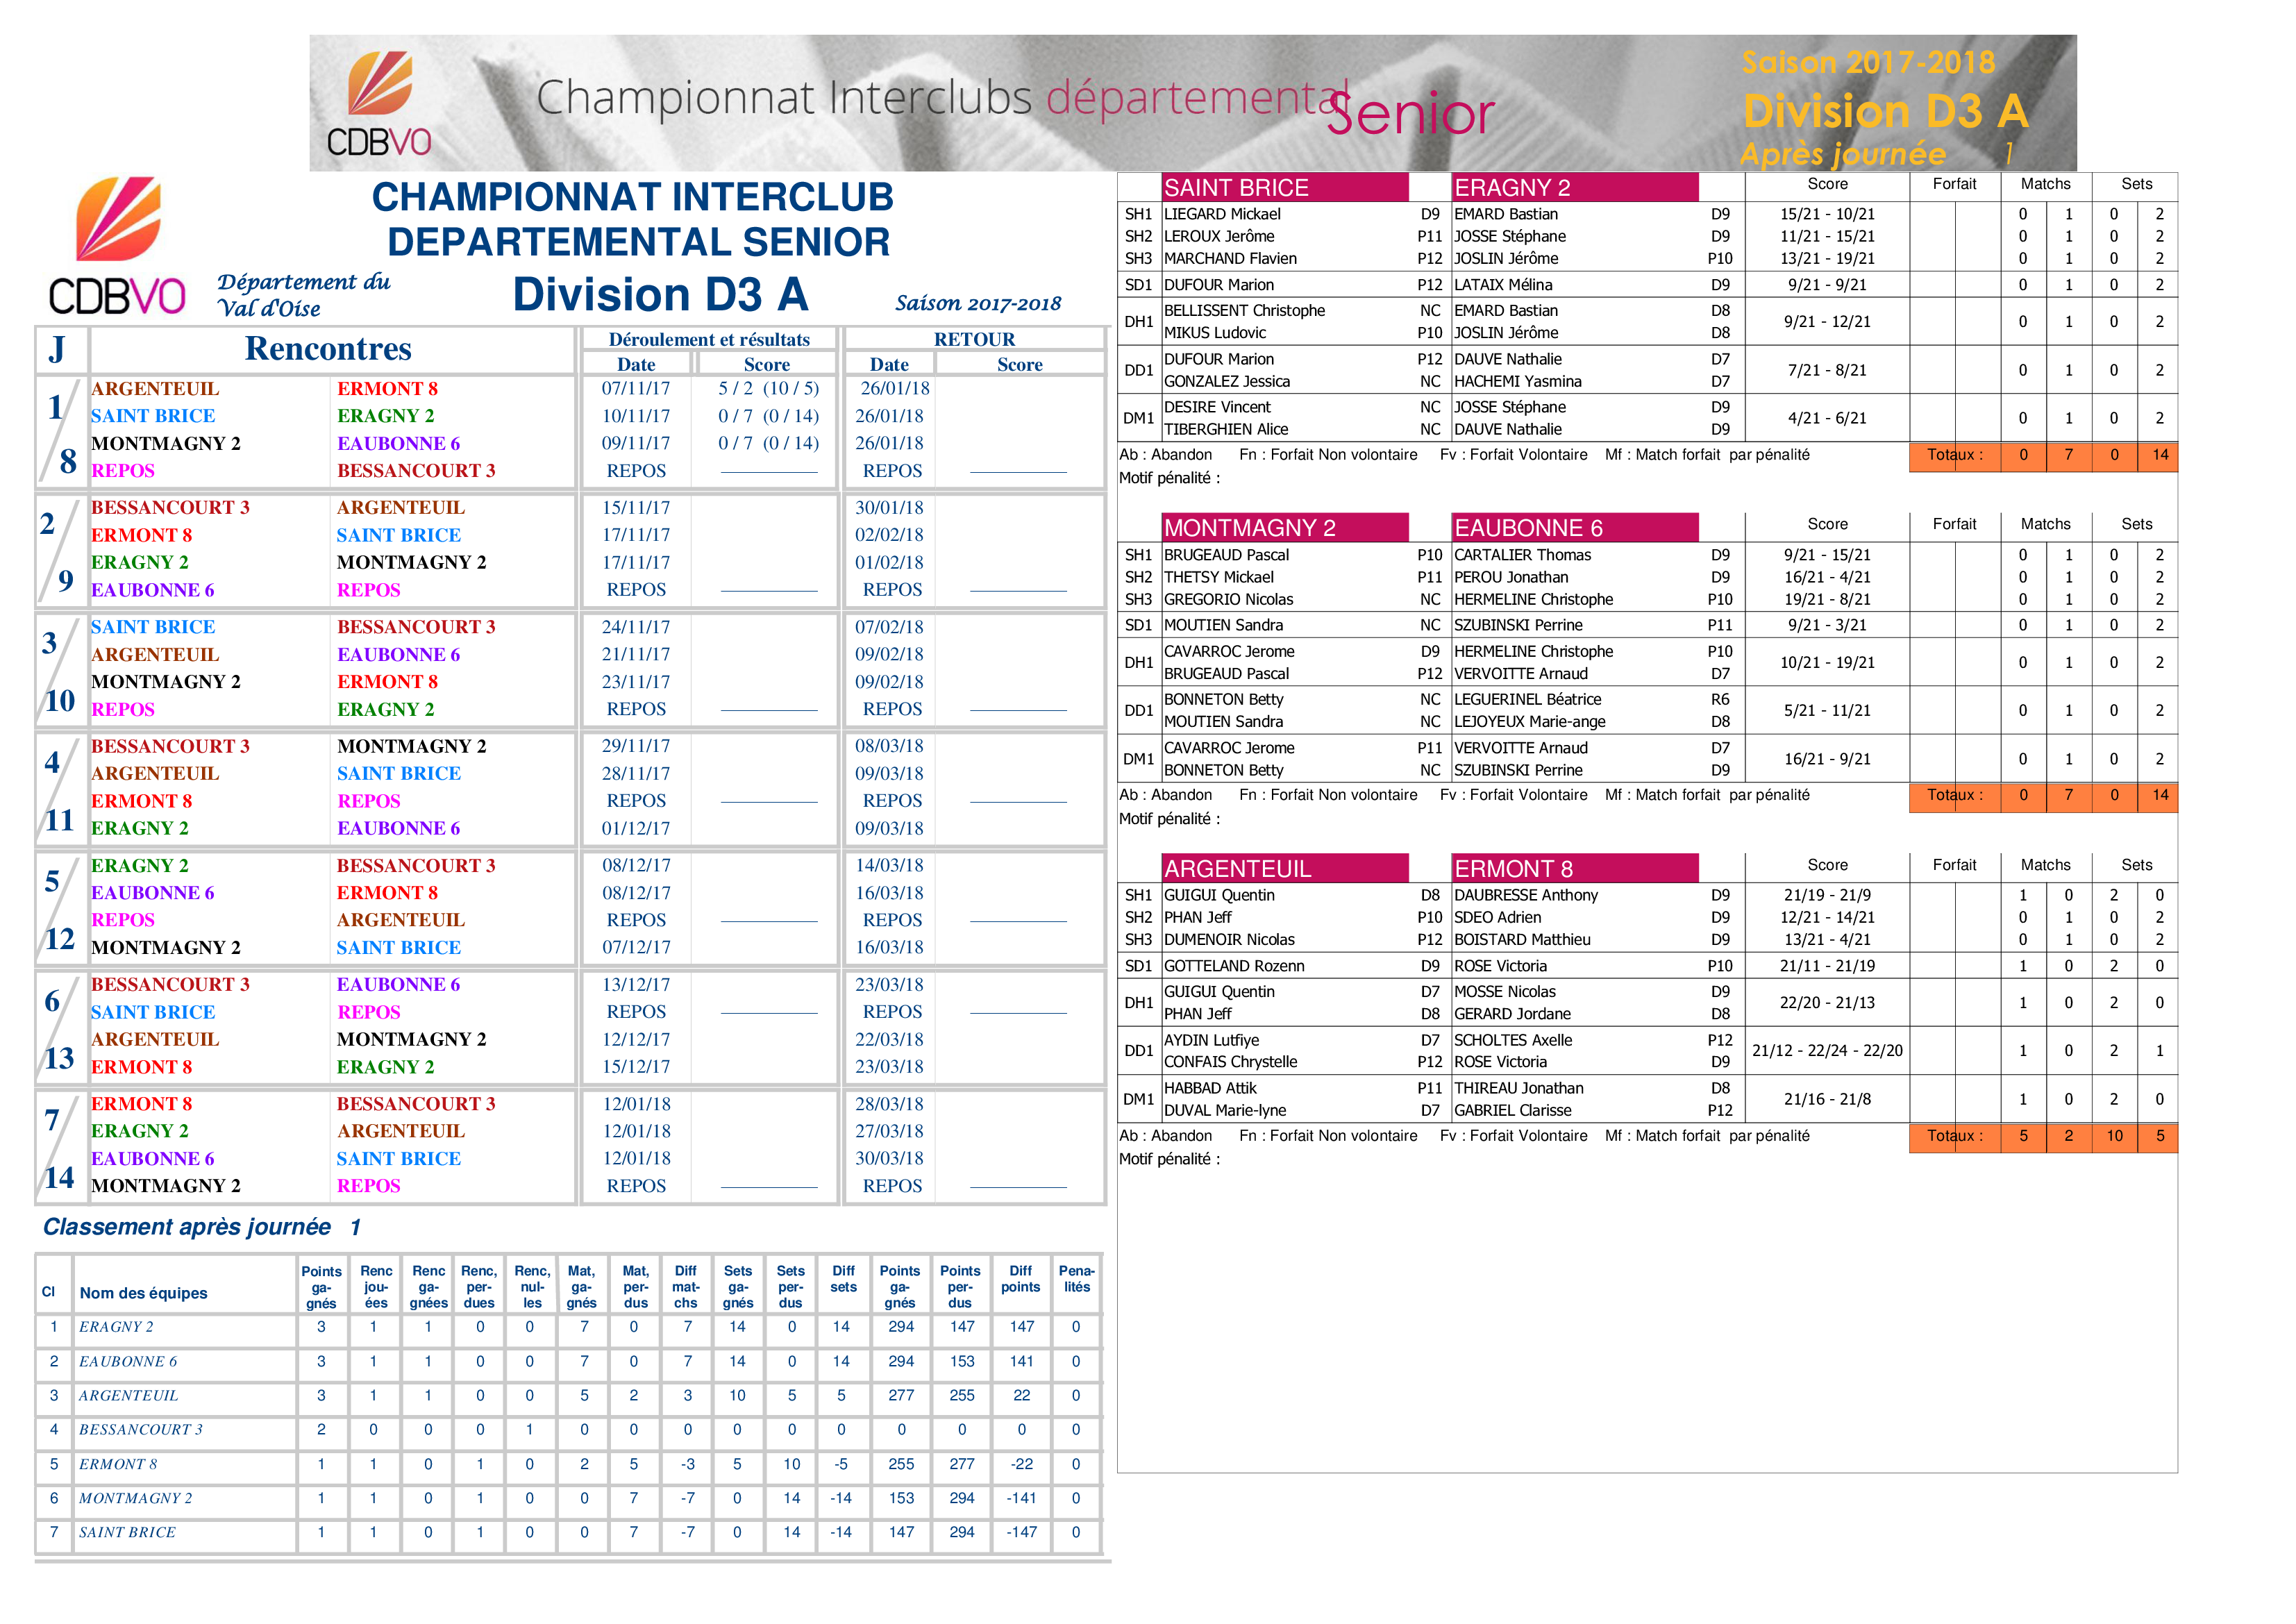 CDBVO
Championnat Interclubs départemental Senior
Saison 2017-2018
Division D3 A
Après journée 1
CDBVO
CHAMPIONNAT INTERCLUB
DEPARTEMENTAL SENIOR
Département du
Val d'Oise
Division D3 A
Saison 2017-2018
J Rencontres Déroulement et résultats RETOUR
Date Score Date Score
1 / 8
ARGENTEUIL ERMONT 8 07/11/17 5 / 2 (10 / 5) 26/01/18
SAINT BRICE ERAGNY 2 10/11/17 0 / 7 (0 / 14) 26/01/18
MONTMAGNY 2 EAUBONNE 6 09/11/17 0 / 7 (0 / 14) 26/01/18
REPOS BESSANCOURT 3 REPOS REPOS
2 / 9
BESSANCOURT 3 ARGENTEUIL 15/11/17 30/01/18
ERMONT 8 SAINT BRICE 17/11/17 02/02/18
ERAGNY 2 MONTMAGNY 2 17/11/17 01/02/18
EAUBONNE 6 REPOS REPOS REPOS
3 / 10
SAINT BRICE BESSANCOURT 3 24/11/17 07/02/18
ARGENTEUIL EAUBONNE 6 21/11/17 09/02/18
MONTMAGNY 2 ERMONT 8 23/11/17 09/02/18
REPOS ERAGNY 2 REPOS REPOS
4 / 11
BESSANCOURT 3 MONTMAGNY 2 29/11/17 08/03/18
ARGENTEUIL SAINT BRICE 28/11/17 09/03/18
ERMONT 8 REPOS REPOS REPOS
ERAGNY 2 EAUBONNE 6 01/12/17 09/03/18
5 / 12
ERAGNY 2 BESSANCOURT 3 08/12/17 14/03/18
EAUBONNE 6 ERMONT 8 08/12/17 16/03/18
REPOS ARGENTEUIL REPOS REPOS
MONTMAGNY 2 SAINT BRICE 07/12/17 16/03/18
6 / 13
BESSANCOURT 3 EAUBONNE 6 13/12/17 23/03/18
SAINT BRICE REPOS REPOS REPOS
ARGENTEUIL MONTMAGNY 2 12/12/17 22/03/18
ERMONT 8 ERAGNY 2 15/12/17 23/03/18
7 / 14
ERMONT 8 BESSANCOURT 3 12/01/18 28/03/18
ERAGNY 2 ARGENTEUIL 12/01/18 27/03/18
EAUBONNE 6 SAINT BRICE 12/01/18 30/03/18
MONTMAGNY 2 REPOS REPOS REPOS
Classement après journée 1
Cl Nom des équipes Points ga-gnés Renc jou-ées Renc ga-gnées Renc, per-dues Renc, nul-les Mat, ga-gnés Mat, per-dus Diff mat-chs Sets ga-gnés Sets per-dus Diff sets Points ga-gnés Points per-dus Diff points Pena-lités
1 ERAGNY 2 3 1 1 0 0 7 0 7 14 0 14 294 147 147 0
2 EAUBONNE 6 3 1 1 0 0 7 0 7 14 0 14 294 153 141 0
3 ARGENTEUIL 3 1 1 0 0 5 2 3 10 5 5 277 255 22 0
4 BESSANCOURT 3 2 0 0 0 1 0 0 0 0 0 0 0 0 0 0
5 ERMONT 8 1 1 0 1 0 2 5 -3 5 10 -5 255 277 -22 0
6 MONTMAGNY 2 1 1 0 1 0 0 7 -7 0 14 -14 153 294 -141 0
7 SAINT BRICE 1 1 0 1 0 0 7 -7 0 14 -14 147 294 -147 0
SAINT BRICE ERAGNY 2 Score Forfait Matchs Sets
SH1 LIEGARD Mickael D9 EMARD Bastian D9 15/21 - 10/21 0 1 0 2
SH2 LEROUX Jerôme P11 JOSSE Stéphane D9 11/21 - 15/21 0 1 0 2
SH3 MARCHAND Flavien P12 JOSLIN Jérôme P10 13/21 - 19/21 0 1 0 2
SD1 DUFOUR Marion P12 LATAIX Mélina D9 9/21 - 9/21 0 1 0 2
BELLISSENT Christophe NC EMARD Bastian D8
DH1 9/21 - 12/21 0 1 0 2
MIKUS Ludovic P10 JOSLIN Jérôme D8
DUFOUR Marion P12 DAUVE Nathalie D7
DD1 7/21 - 8/21 0 1 0 2
GONZALEZ Jessica NC HACHEMI Yasmina D7
DESIRE Vincent NC JOSSE Stéphane D9
DM1 4/21 - 6/21 0 1 0 2
TIBERGHIEN Alice NC DAUVE Nathalie D9
Ab : Abandon Fn : Forfait Non volontaire Fv : Forfait Volontaire Mf : Match forfait par pénalité Totaux : 0 7 0 14
Motif pénalité :
MONTMAGNY 2 EAUBONNE 6 Score Forfait Matchs Sets
SH1 BRUGEAUD Pascal P10 CARTALIER Thomas D9 9/21 - 15/21 0 1 0 2
SH2 THETSY Mickael P11 PEROU Jonathan D9 16/21 - 4/21 0 1 0 2
SH3 GREGORIO Nicolas NC HERMELINE Christophe P10 19/21 - 8/21 0 1 0 2
SD1 MOUTIEN Sandra NC SZUBINSKI Perrine P11 9/21 - 3/21 0 1 0 2
CAVARROC Jerome D9 HERMELINE Christophe P10
DH1 10/21 - 19/21 0 1 0 2
BRUGEAUD Pascal P12 VERVOITTE Arnaud D7
BONNETON Betty NC LEGUERINEL Béatrice R6
DD1 5/21 - 11/21 0 1 0 2
MOUTIEN Sandra NC LEJOYEUX Marie-ange D8
CAVARROC Jerome P11 VERVOITTE Arnaud D7
DM1 16/21 - 9/21 0 1 0 2
BONNETON Betty NC SZUBINSKI Perrine D9
Ab : Abandon Fn : Forfait Non volontaire Fv : Forfait Volontaire Mf : Match forfait par pénalité Totaux : 0 7 0 14
Motif pénalité :
ARGENTEUIL ERMONT 8 Score Forfait Matchs Sets
SH1 GUIGUI Quentin D8 DAUBRESSE Anthony D9 21/19 - 21/9 1 0 2 0
SH2 PHAN Jeff P10 SDEO Adrien D9 12/21 - 14/21 0 1 0 2
SH3 DUMENOIR Nicolas P12 BOISTARD Matthieu D9 13/21 - 4/21 0 1 0 2
SD1 GOTTELAND Rozenn D9 ROSE Victoria P10 21/11 - 21/19 1 0 2 0
GUIGUI Quentin D7 MOSSE Nicolas D9
DH1 22/20 - 21/13 1 0 2 0
PHAN Jeff D8 GERARD Jordane D8
AYDIN Lutfiye D7 SCHOLTES Axelle P12
DD1 21/12 - 22/24 - 22/20 1 0 2 1
CONFAIS Chrystelle P12 ROSE Victoria D9
HABBAD Attik P11 THIREAU Jonathan D8
DM1 21/16 - 21/8 1 0 2 0
DUVAL Marie-lyne D7 GABRIEL Clarisse P12
Ab : Abandon Fn : Forfait Non volontaire Fv : Forfait Volontaire Mf : Match forfait par pénalité Totaux : 5 2 10 5
Motif pénalité :